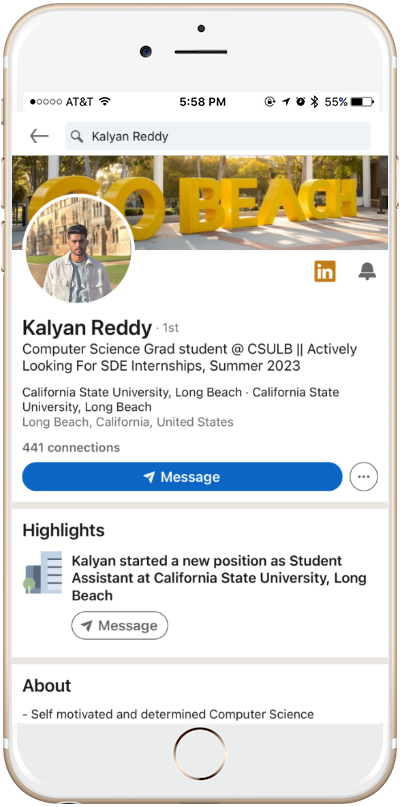 AT&T
5:58 PM
55%
Kalyan Reddy
GO BEACH
in
Kalyan Reddy · 1st
Computer Science Grad student @ CSULB || Actively
Looking For SDE Internships, Summer 2023
California State University, Long Beach · California State
University, Long Beach
Long Beach, California, United States
441 connections
Message
Highlights
Kalyan started a new position as Student
Assistant at California State University, Long
Beach
Message
About
- Self motivated and determined Computer Science